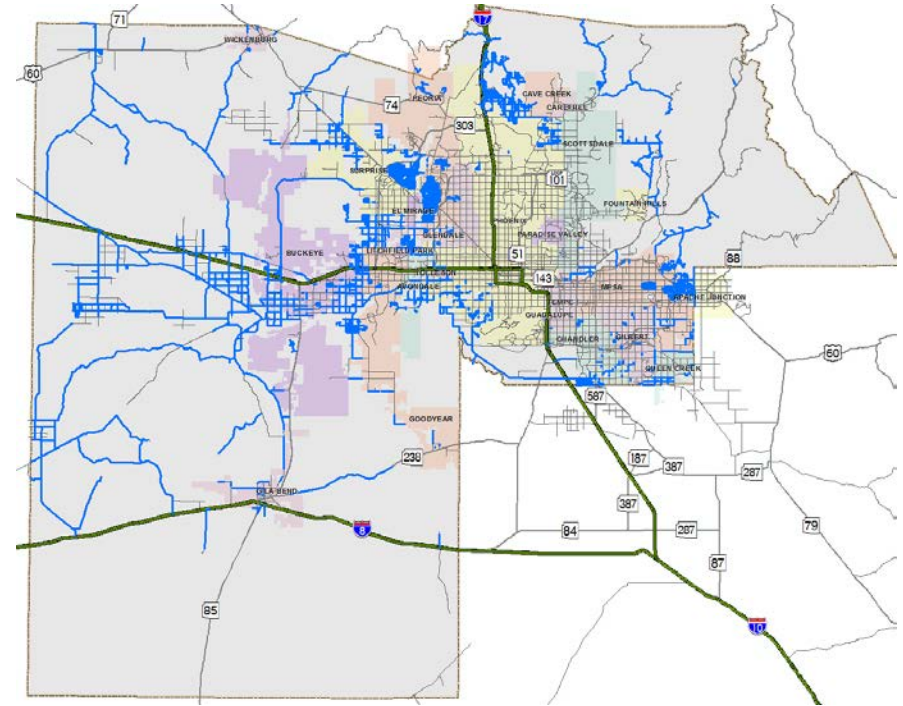 17
71
WICKENBURG
60
74
PEORIA
CAVE CREEK
CAREFREE
303
SCOTTSDALE
SURPRISE
101
EL MIRAGE
FOUNTAIN HILLS
PHOENIX
GLENDALE
PARADISE VALLEY
BUCKEYE
LITCHFIELD PARK
51
88
TOLLESON
143
AVONDALE
MESA
APACHE JUNCTION
TEMPE
GUADALUPE
CHANDLER
GILBERT
60
QUEEN CREEK
587
GOODYEAR
238
187
387
287
GILA BEND
387
8
84
287
79
87
85
10